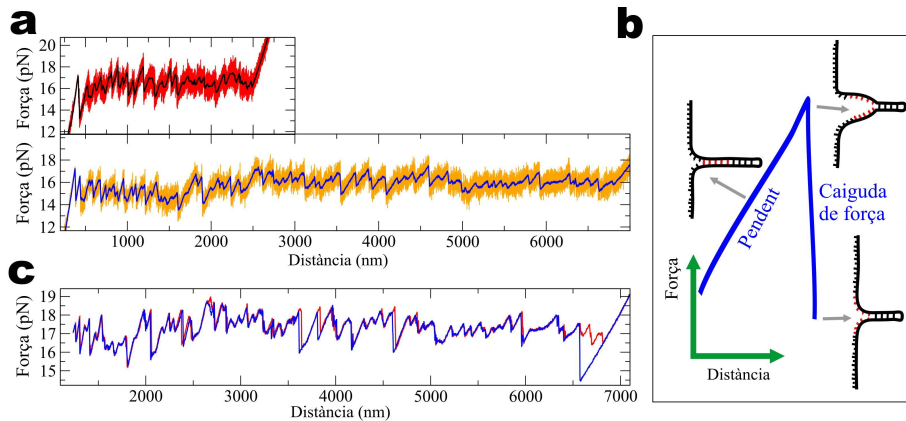 a
Força (pN)
20
18
16
14
12
Força (pN)
18
16
14
12
1000 2000 3000 4000 5000 6000
Distància (nm)
b
Pendent
Caiguda
de força
Força
Distància
c
Força (pN)
19
18
17
16
15
2000 3000 4000 5000 6000 7000
Distància (nm)